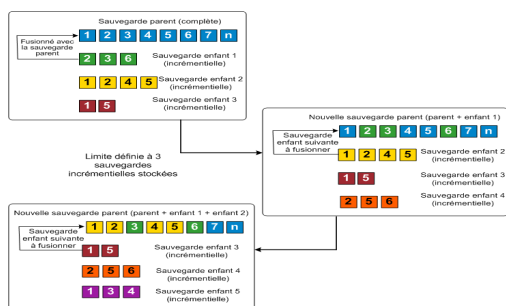 Sauvegarde parent (complète)
1 2 3 4 5 6 7 n
Fusionné avec
la sauvegarde
parent
2 3 6
Sauvegarde enfant 1
(incrémentielle)
1 2 4 5
Sauvegarde enfant 2
(incrémentielle)
1 5
Sauvegarde enfant 3
(incrémentielle)
Limite définie à 3
sauvegardes
incrémentielles stockées
Nouvelle sauvegarde parent (parent + enfant 1)
1 2 3 4 5 6 7 n
Sauvegarde
enfant suivante
à fusionner
1 2 4 5
Sauvegarde enfant 2
(incrémentielle)
1 5
Sauvegarde enfant 3
(incrémentielle)
2 5 6
Sauvegarde enfant 4
(incrémentielle)
Nouvelle sauvegarde parent (parent + enfant 1 + enfant 2)
1 2 3 4 5 6 7 n
Sauvegarde
enfant suivante
à fusionner
1 5
Sauvegarde enfant 3
(incrémentielle)
2 5 6
Sauvegarde enfant 4
(incrémentielle)
1 3 4
Sauvegarde enfant 5
(incrémentielle)